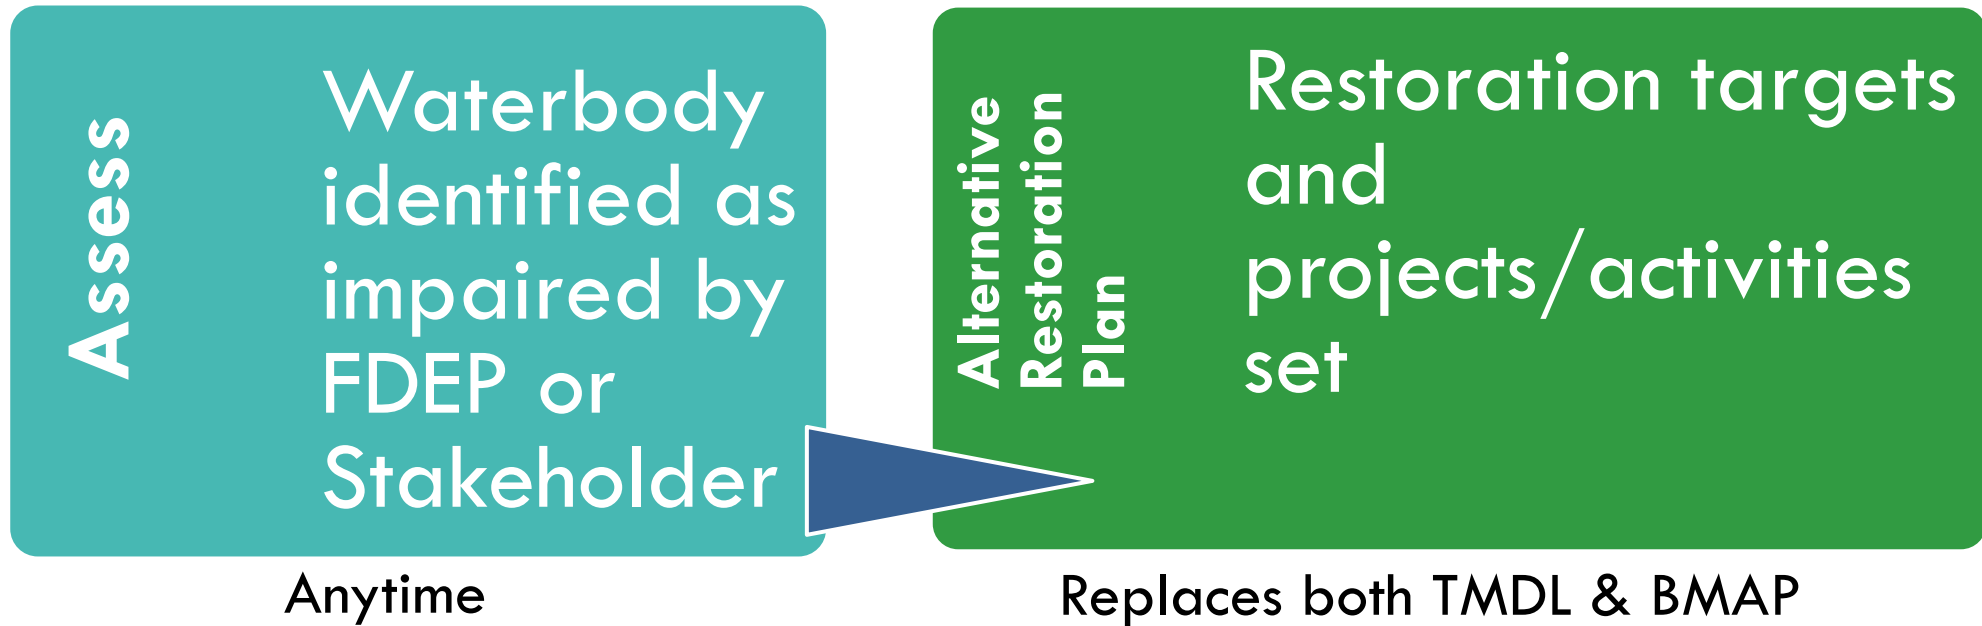 Assess
Waterbody
identified as
impaired by
FDEP or
Stakeholder
Anytime
Alternative
Restoration
Plan
Restoration targets
and
projects/activities
set
Replaces both TMDL & BMAP